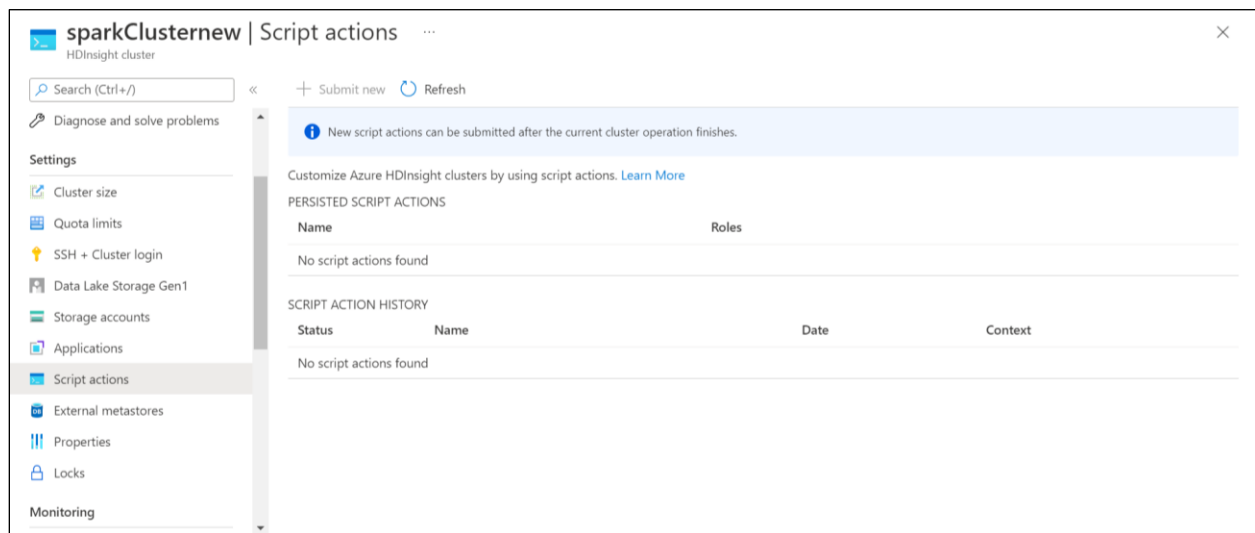 sparkClusternew | Script actions ...
HDInsight cluster
Search (Ctrl+/)
«
Diagnose and solve problems
Settings
Cluster size
Quota limits
SSH + Cluster login
Data Lake Storage Gen1
Storage accounts
Applications
Script actions
External metastores
Properties
Locks
Monitoring
+ Submit new Refresh
New script actions can be submitted after the current cluster operation finishes.
Customize Azure HDInsight clusters by using script actions. Learn More
PERSISTED SCRIPT ACTIONS
Name Roles
No script actions found
SCRIPT ACTION HISTORY
Status Name Date Context
No script actions found